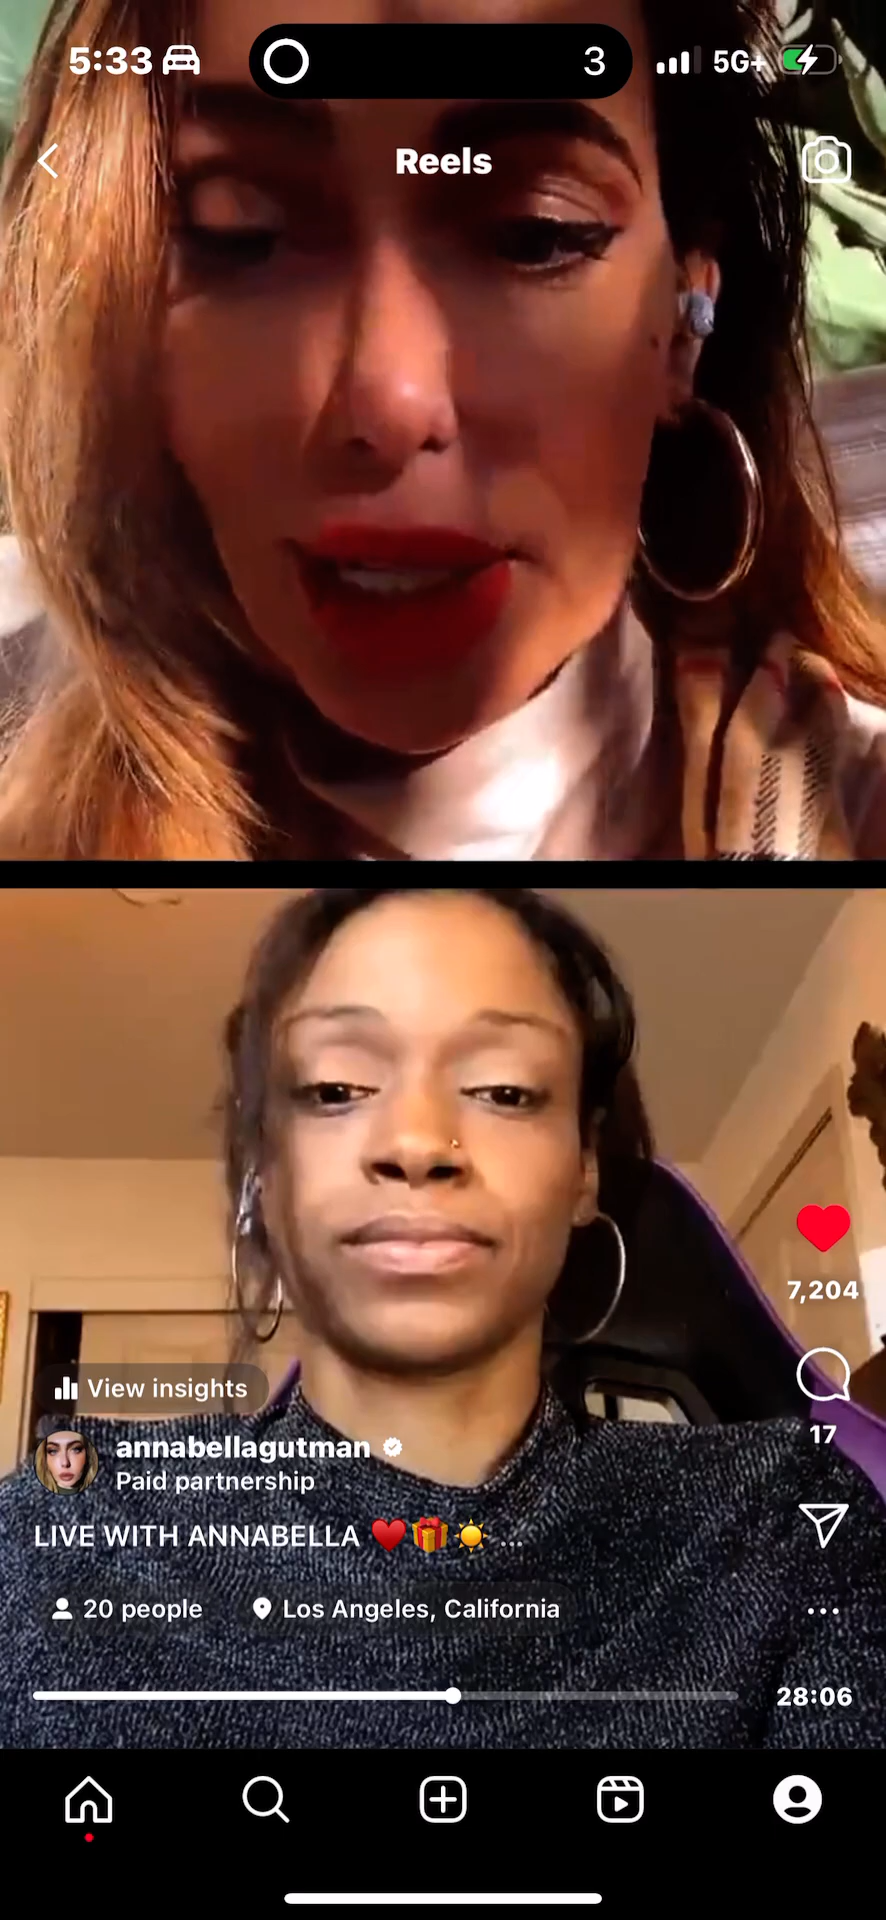 5:33
3
5G+
Reels
7,204
View insights
17
annabellagutman
Paid partnership
LIVE WITH ANNABELLA ❤️🎁☀️ ...
20 people
Los Angeles, California
28:06